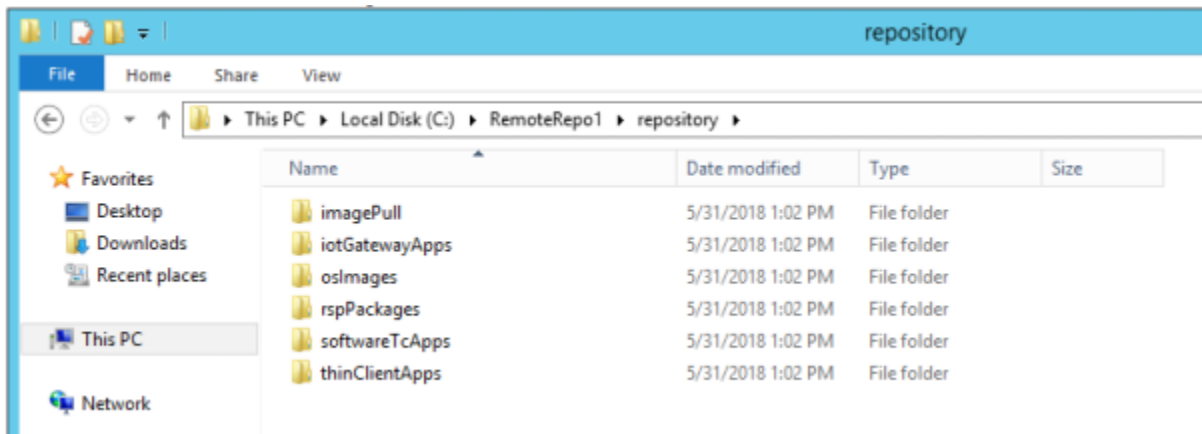 repository
File Home Share View
This PC Local Disk (C:) RemoteRepo1 repository
Name Date modified Type Size
Favorites
Desktop
Downloads
Recent places
This PC
Network
imagePull 5/31/2018 1:02 PM File folder
iotGatewayApps 5/31/2018 1:02 PM File folder
osImages 5/31/2018 1:02 PM File folder
rspPackages 5/31/2018 1:02 PM File folder
softwareTcApps 5/31/2018 1:02 PM File folder
thinClientApps 5/31/2018 1:02 PM File folder